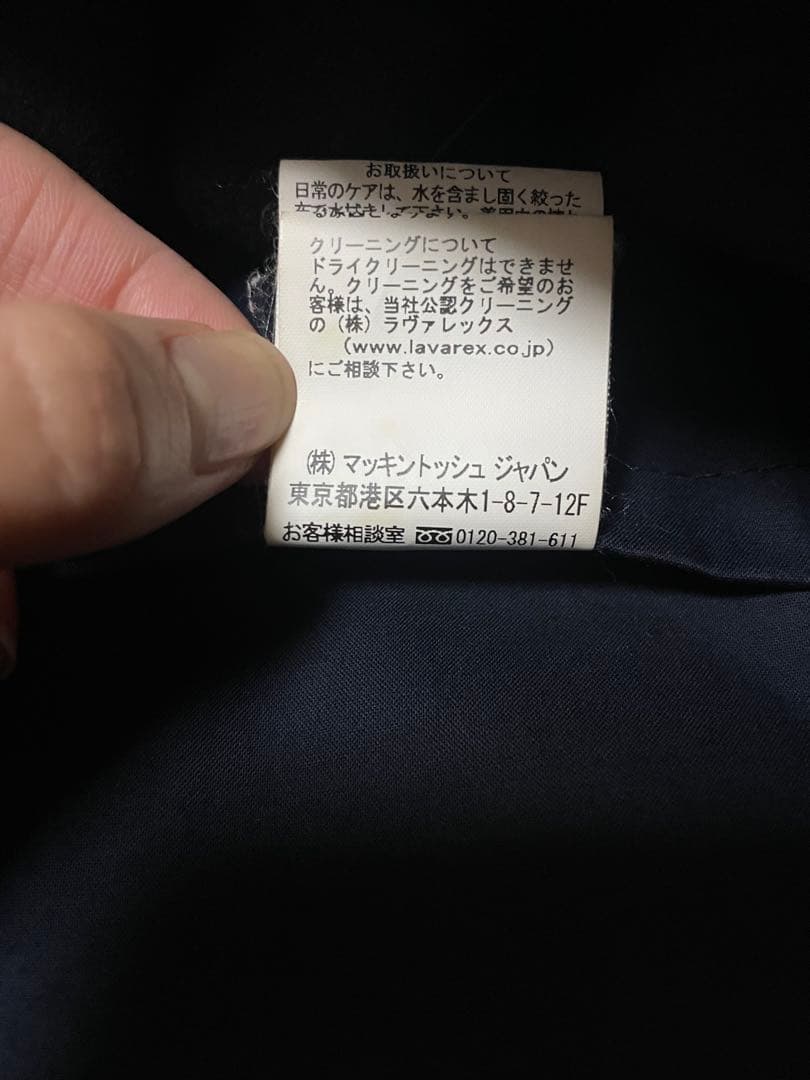 お取扱いについて
日常のケアは、水を含まし固く絞った
クリーニングについて
ドライクリーニングはできませ
ん。クリーニングをご希望のお
客様は、当社公認クリーニング
の(株)ラヴァレックス
(www.lavarex.co.jp)
にご相談下さい。
(株)マッキントッシュ ジャパン
東京都港区六本木1-8-7-12F
お客様相談室 0120-381-611